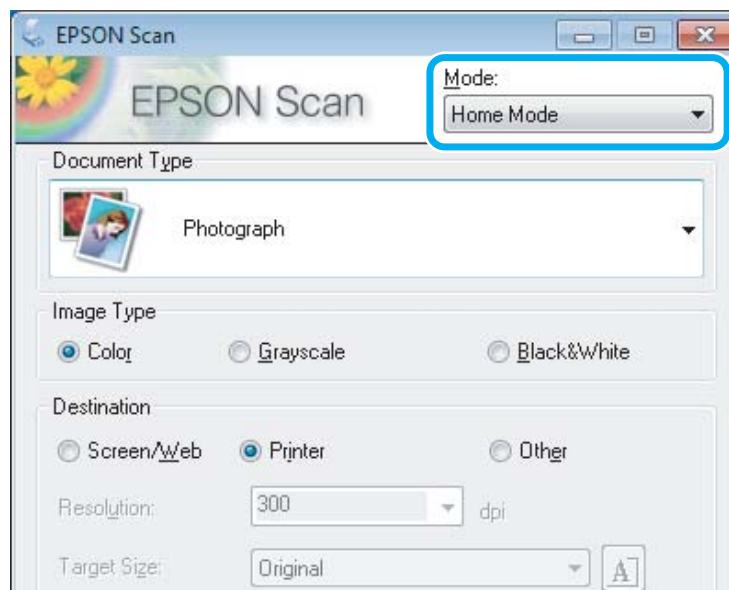 EPSON Scan
EPSON Scan
Mode:
Home Mode
Document Type
Photograph
Image Type
Color Grayscale Black&White
Destination
Screen/Web Printer Other
Resolution: 300 dpi
Target Size: Original A